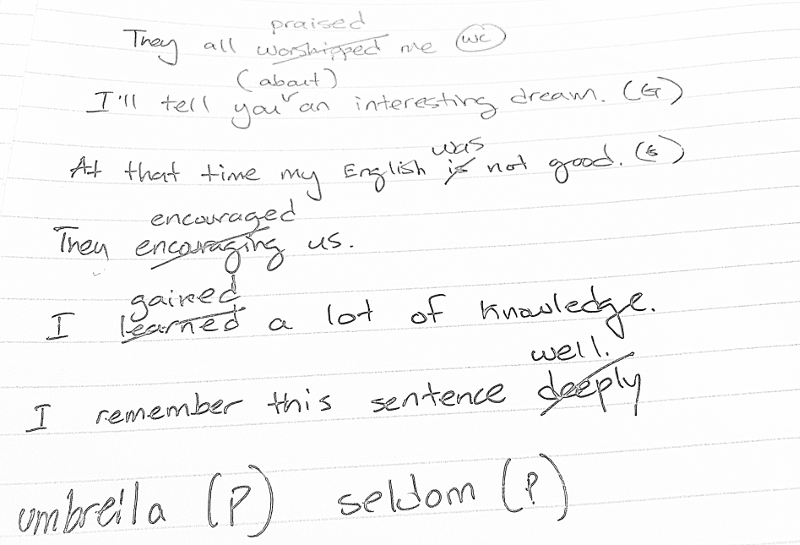 praised
They all worshipped me (wc)
(about)
I'll tell you an interesting dream. (G)
was
At that time my English is not good. (G)
encouraged
They encouraging us.
gained
I learned a lot of knowledge.
well.
I remember this sentence deeply
umbrella (P) seldom (P)